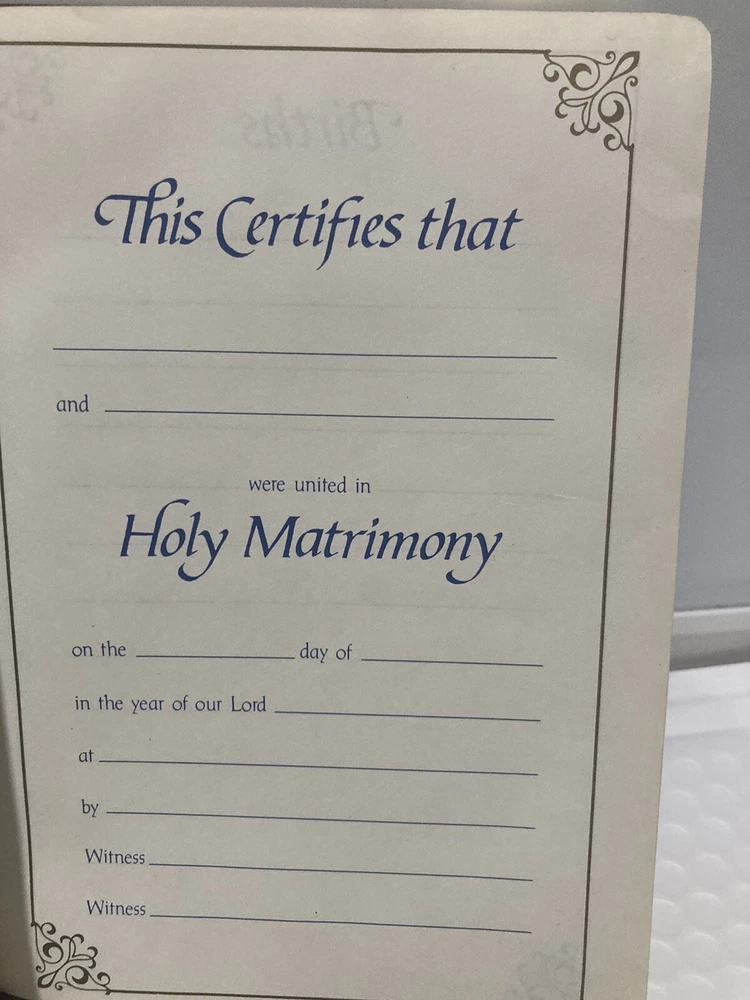 Births
This Certifies that
and
were united in
Holy Matrimony
on the day of
in the year of our Lord
at
by
Witness
Witness